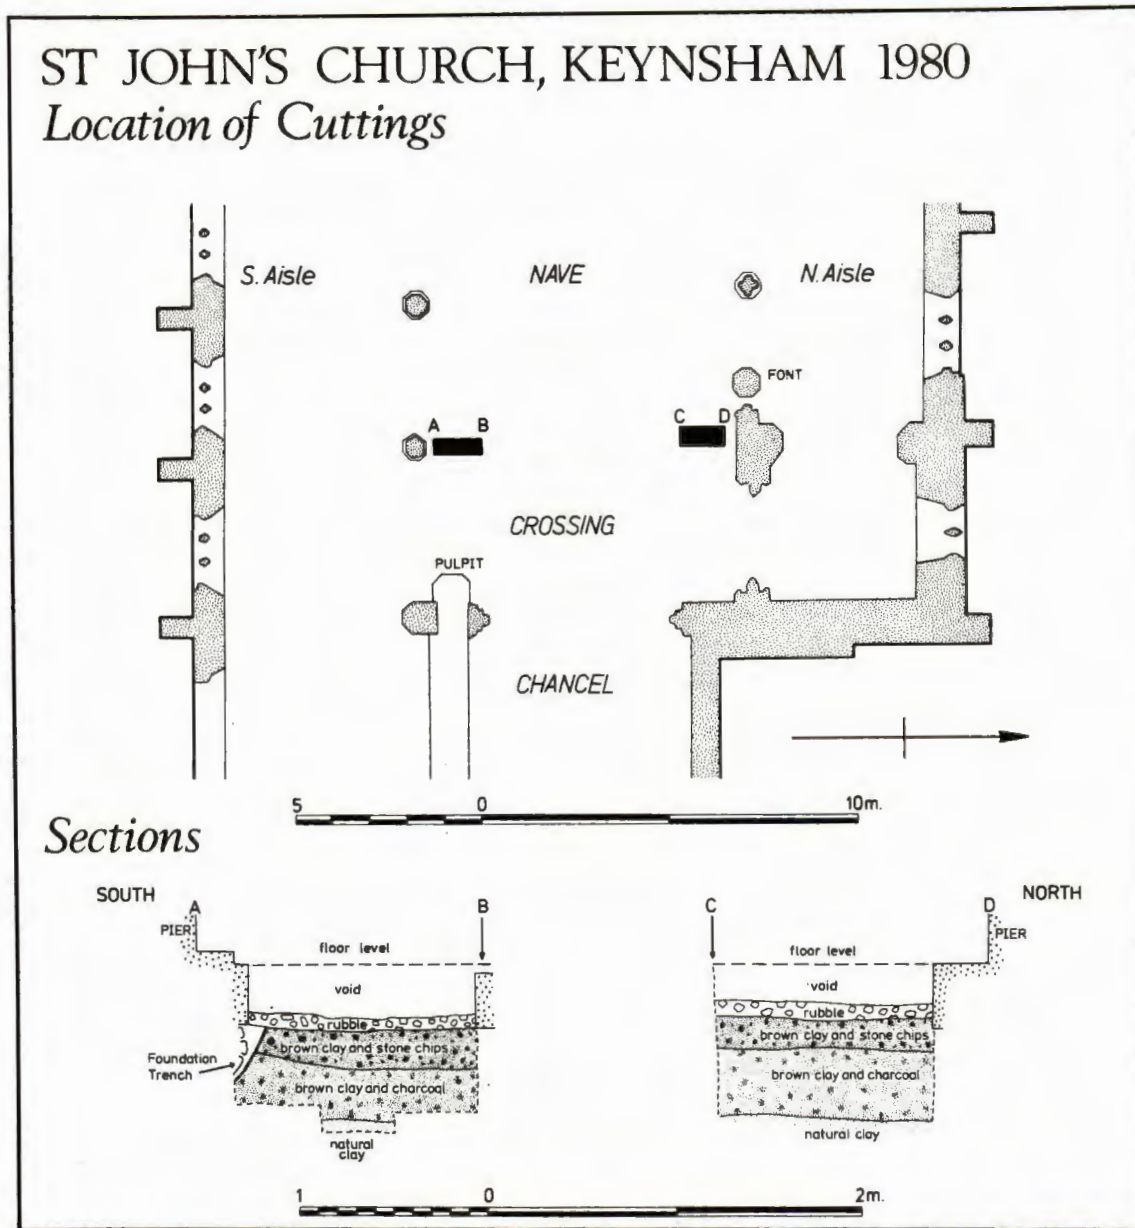 ST JOHN'S CHURCH, KEYNSHAM 1980
Location of Cuttings
S. Aisle
NAVE
N. Aisle
FONT
A B
C D
CROSSING
PULPIT
CHANCEL
5 0 10m.
Sections
SOUTH
NORTH
A
B
C
D
PIER
PIER
floor level
floor level
void
void
rubble
rubble
brown clay and stone chips
brown clay and stone chips
Foundation
Trench
brown clay and charcoal
brown clay and charcoal
natural
clay
natural clay
1 0 2m.